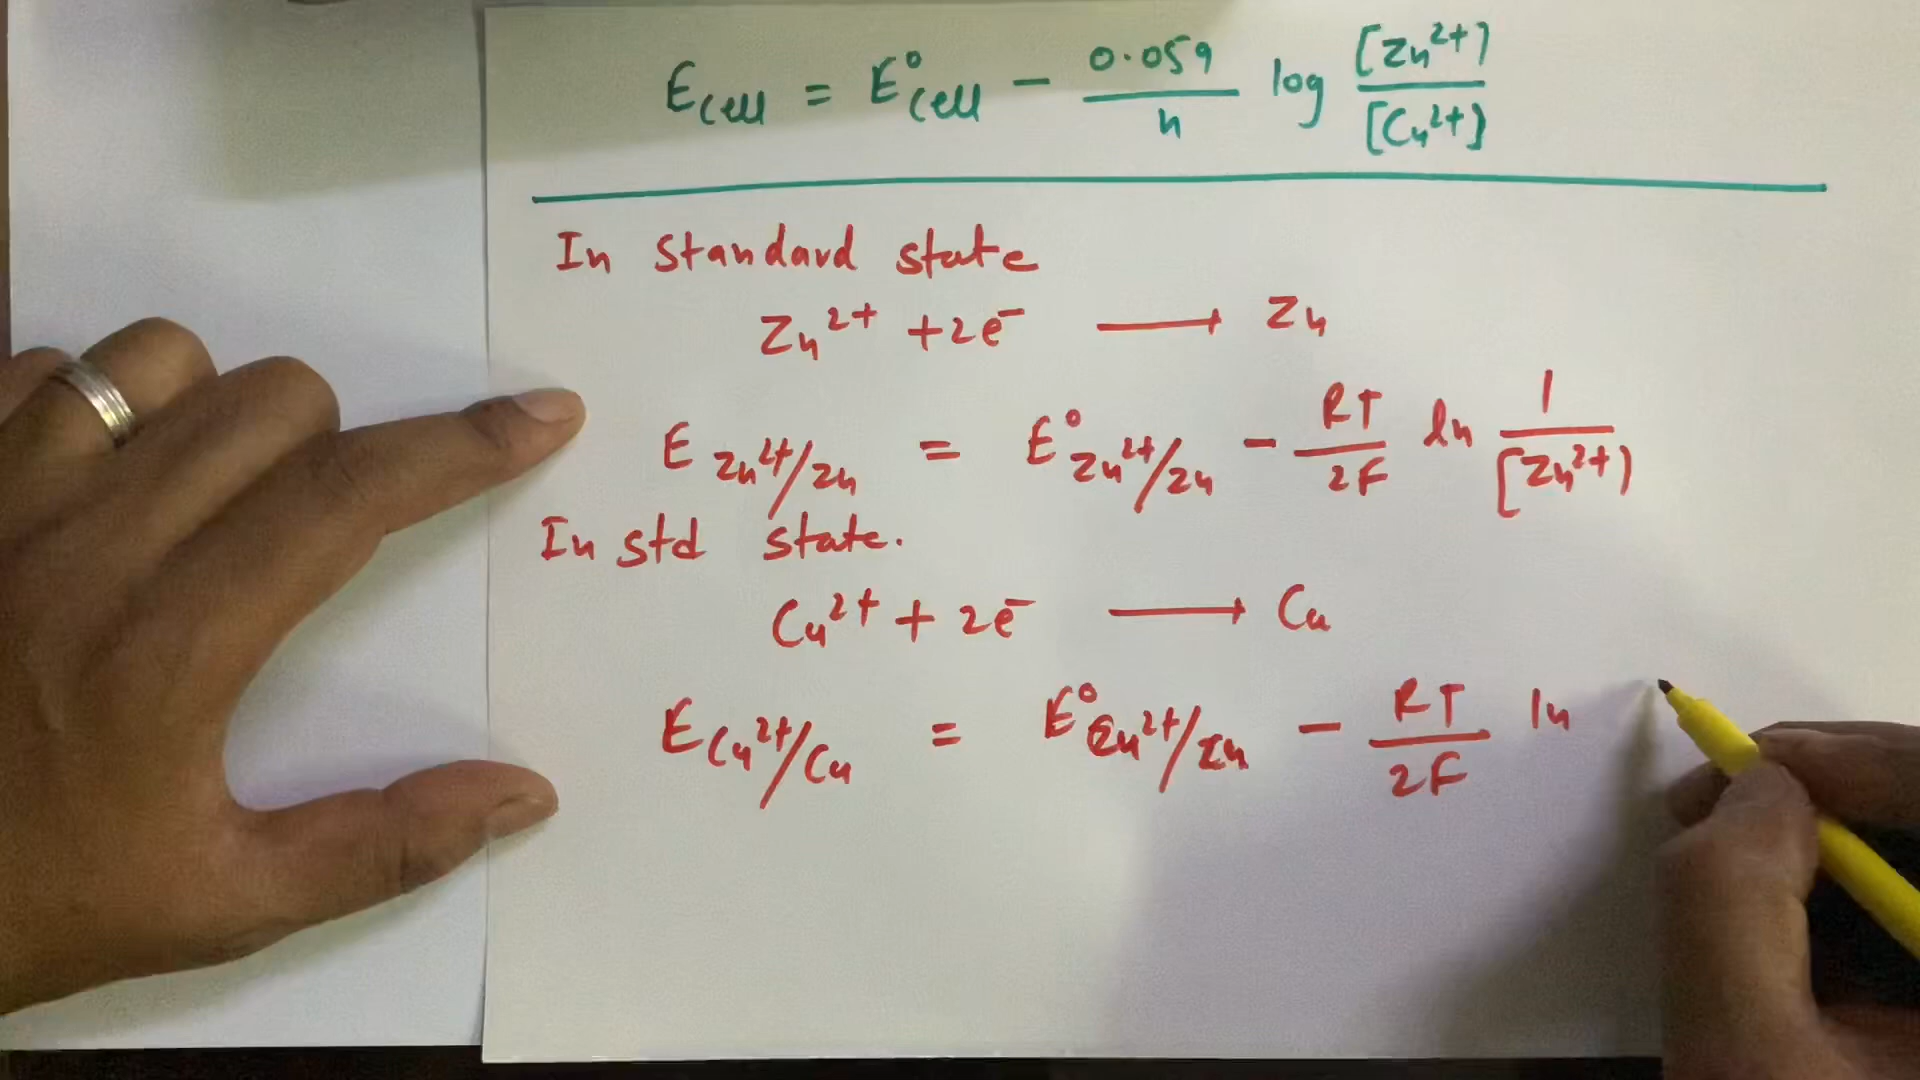 E cell = E° cell - 0.059/n log [Zn²⁺]/[Cu²⁺]
In standard state
Zn²⁺ + 2e⁻ ⟶ Zn
E Zn²⁺/Zn = E° Zn²⁺/Zn - RT/2F ln 1/[Zn²⁺]
In std state.
Cu²⁺ + 2e⁻ ⟶ Cu
E Cu²⁺/Cu = E° Zn²⁺/Zn - RT/2F ln